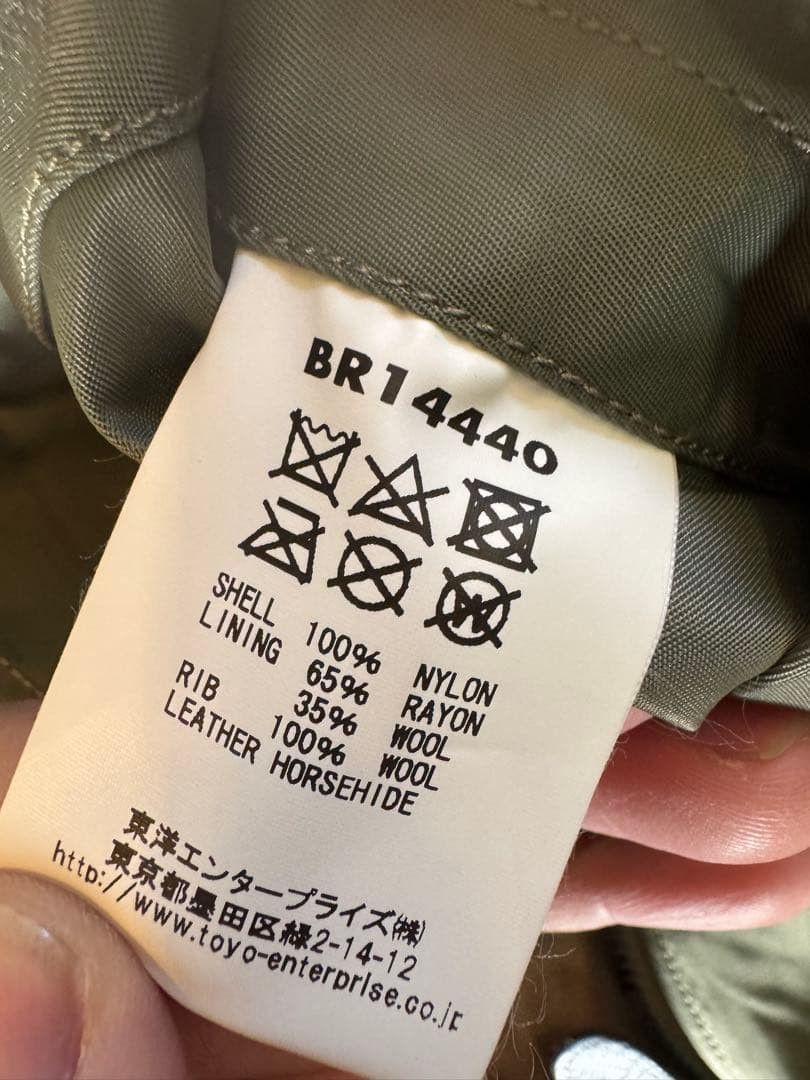 BR14440
W
SHELL 100% NYLON
LINING 65% RAYON
35% WOOL
RIB 100% WOOL
LEATHER HORSEHIDE
東洋エンタープライズ㈱
東京都墨田区緑2-14-12
http://www.toyo-enterprise.co.jp